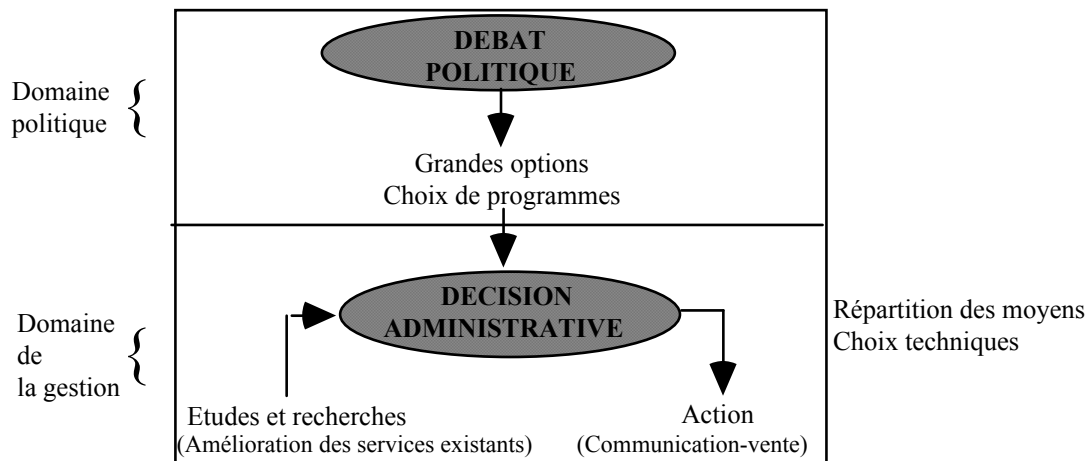 DEBAT
POLITIQUE
Domaine
politique
Grandes options
Choix de programmes
DECISION
ADMINISTRATIVE
Domaine
de
la gestion
Répartition des moyens
Choix techniques
Etudes et recherches
(Amélioration des services existants)
Action
(Communication-vente)